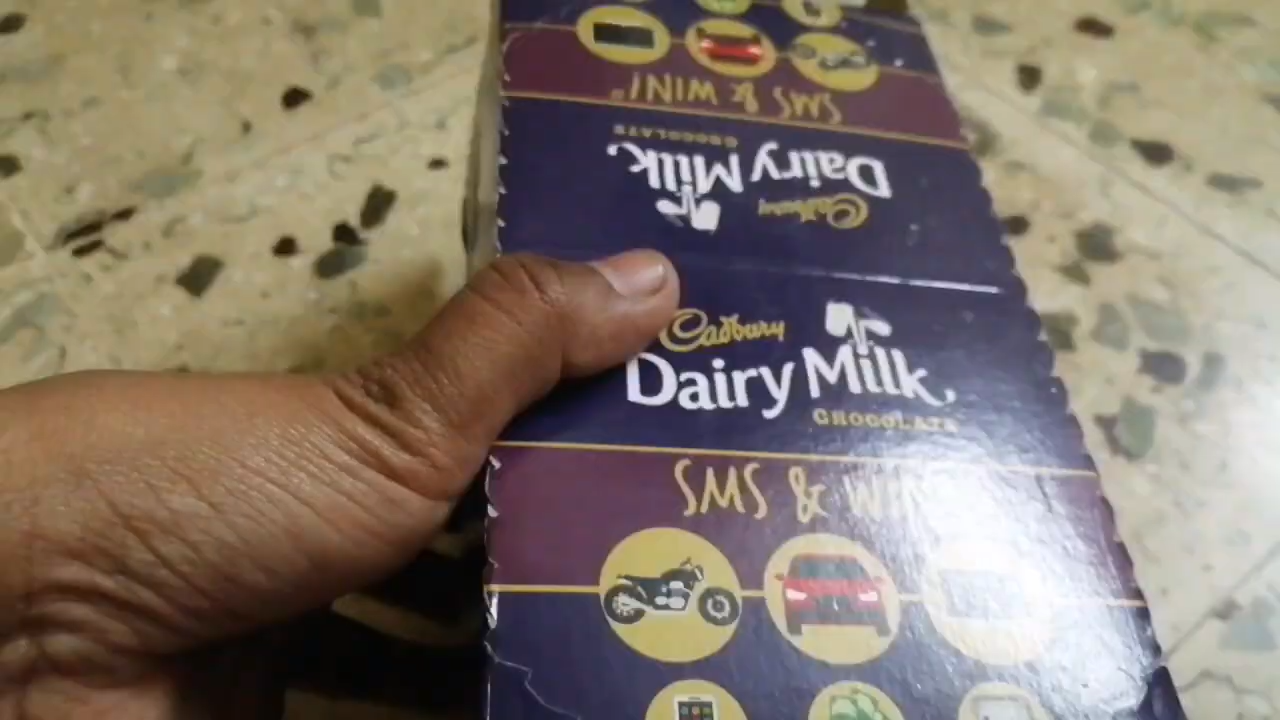 SMS & WIN!*
CHOCOLATE
Dairy Milk
Cadbury
Cadbury
Dairy Milk
CHOCOLATE
SMS &